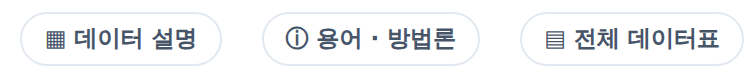 ▦ 데이터 설명
ⓘ 용어 · 방법론
▤ 전체 데이터표